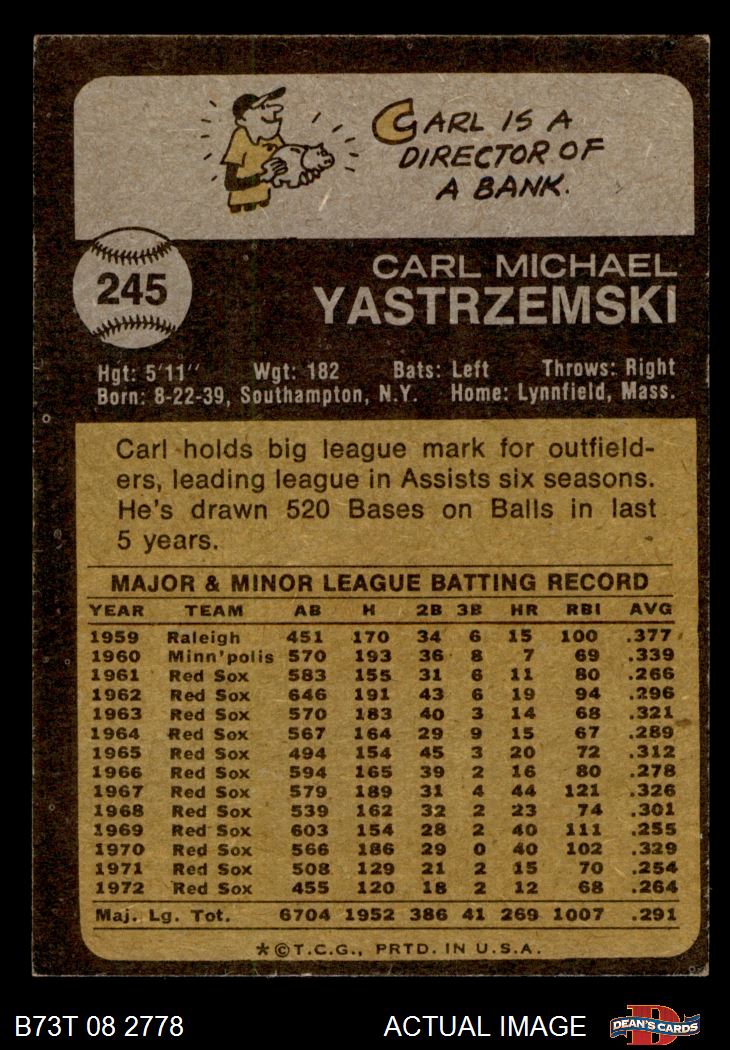 CARL IS A
DIRECTOR OF
A BANK.
245
CARL MICHAEL
YASTRZEMSKI
Hgt: 5'11" Wgt: 182 Bats: Left Throws: Right
Born: 8-22-39, Southampton, N.Y. Home: Lynnfield, Mass.
Carl holds big league mark for outfield-
ers, leading league in Assists six seasons.
He's drawn 520 Bases on Balls in last
5 years.
MAJOR & MINOR LEAGUE BATTING RECORD
YEAR TEAM AB H 2B 3B HR RBI AVG
1959 Raleigh 451 170 34 6 15 100 .377
1960 Minn'polis 570 193 36 8 7 69 .339
1961 Red Sox 583 155 31 6 11 80 .266
1962 Red Sox 646 191 43 6 19 94 .296
1963 Red Sox 570 183 40 3 14 68 .321
1964 Red Sox 567 164 29 9 15 67 .289
1965 Red Sox 494 154 45 3 20 72 .312
1966 Red Sox 594 165 39 2 16 80 .278
1967 Red Sox 579 189 31 4 44 121 .326
1968 Red Sox 539 162 32 2 23 74 .301
1969 Red Sox 603 154 28 2 40 111 .255
1970 Red Sox 566 186 29 0 40 102 .329
1971 Red Sox 508 129 21 2 15 70 .254
1972 Red Sox 455 120 18 2 12 68 .264
Maj. Lg. Tot. 6704 1952 386 41 269 1007 .291
*©T.C.G., PRTD. IN U.S.A.
B73T 08 2778 ACTUAL IMAGE D DEAN'S CARDS